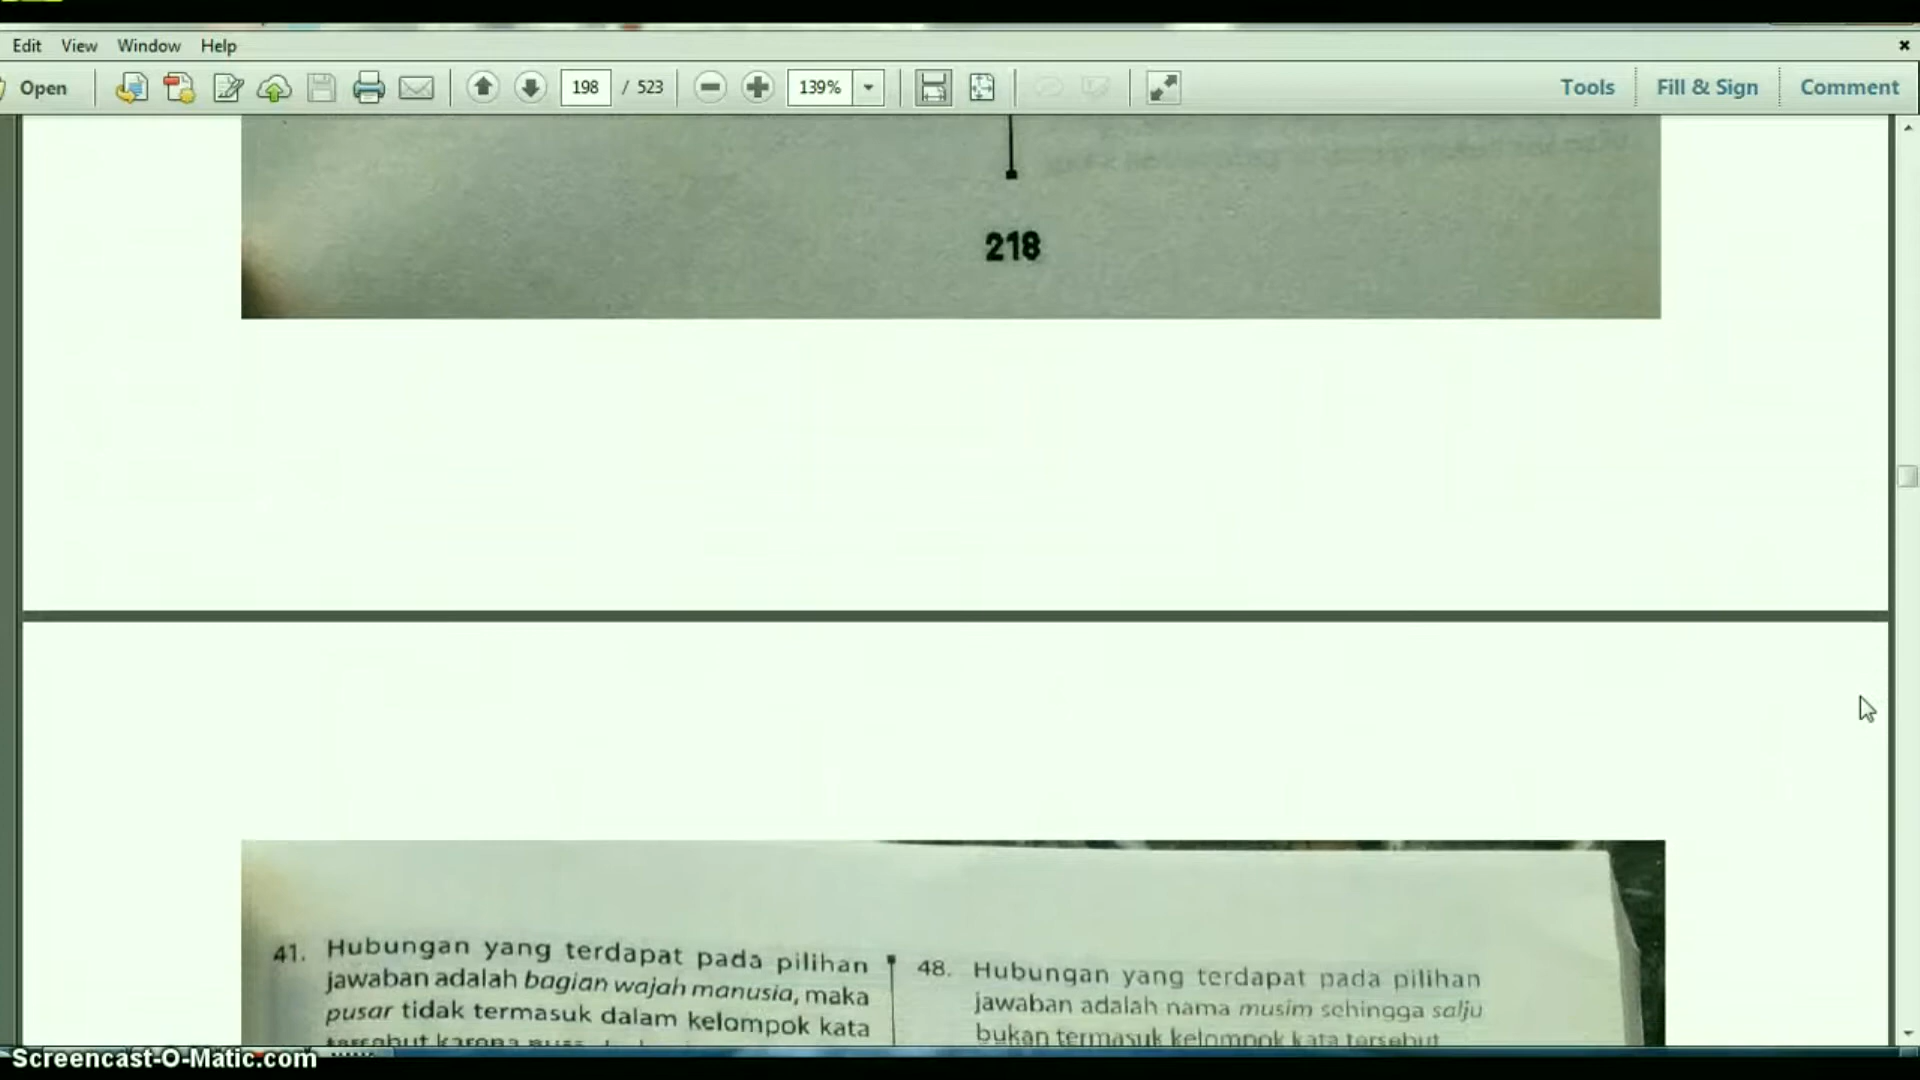 Edit View Window Help
Open 198 / 523 139% Tools Fill & Sign Comment
218
41. Hubungan yang terdapat pada pilihan
jawaban adalah bagian wajah manusia, maka
pusar tidak termasuk dalam kelompok kata
tersebut karena
48. Hubungan yang terdapat pada pilihan
jawaban adalah nama musim sehingga salju
bukan termasuk kelompok kata tersebut
Screencast-O-Matic.com